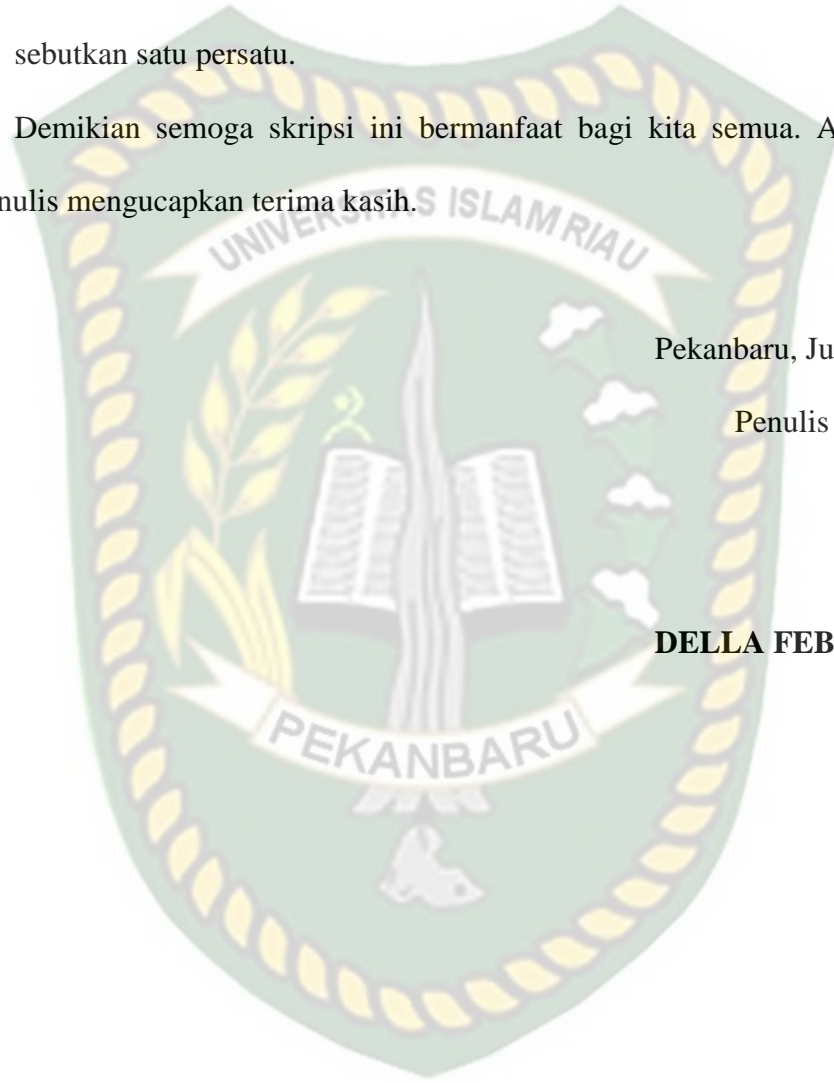 sebutkan satu persatu.
Demikian semoga skripsi ini bermanfaat bagi kita semua. A
nulis mengucapkan terima kasih.
UNIVERSITAS ISLAM RIAU
Pekanbaru, Ju
Penulis
DELLA FEB
PEKANBARU